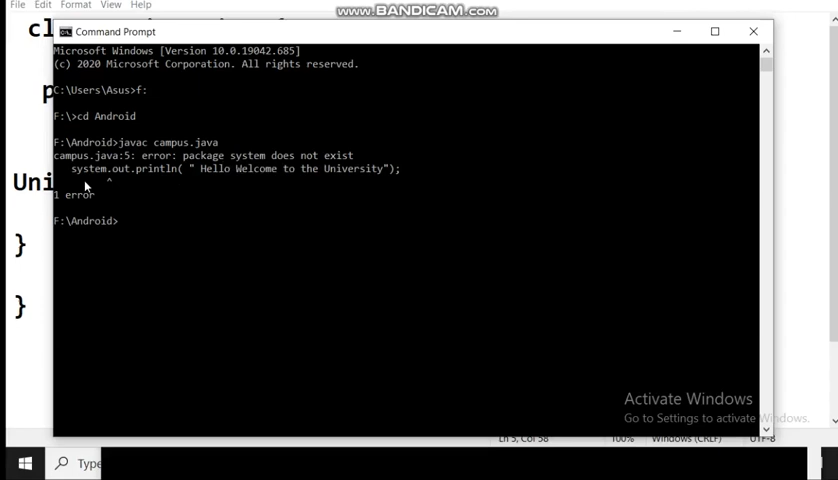 www.BANDICAM.com
File Edit Format View Help
cl
Command Prompt
Microsoft Windows [Version 10.0.19042.685]
(c) 2020 Microsoft Corporation. All rights reserved.
C:\Users\Asus>f:
p
F:\>cd Android
F:\Android>javac campus.java
campus.java:5: error: package system does not exist
system.out.println( " Hello Welcome to the University");
^
Uni
1 error
F:\Android>
}
}
Activate Windows
Go to Settings to activate Windows.
Ln 5, Col 58 100% Windows (CRLF) UTF-8
Type